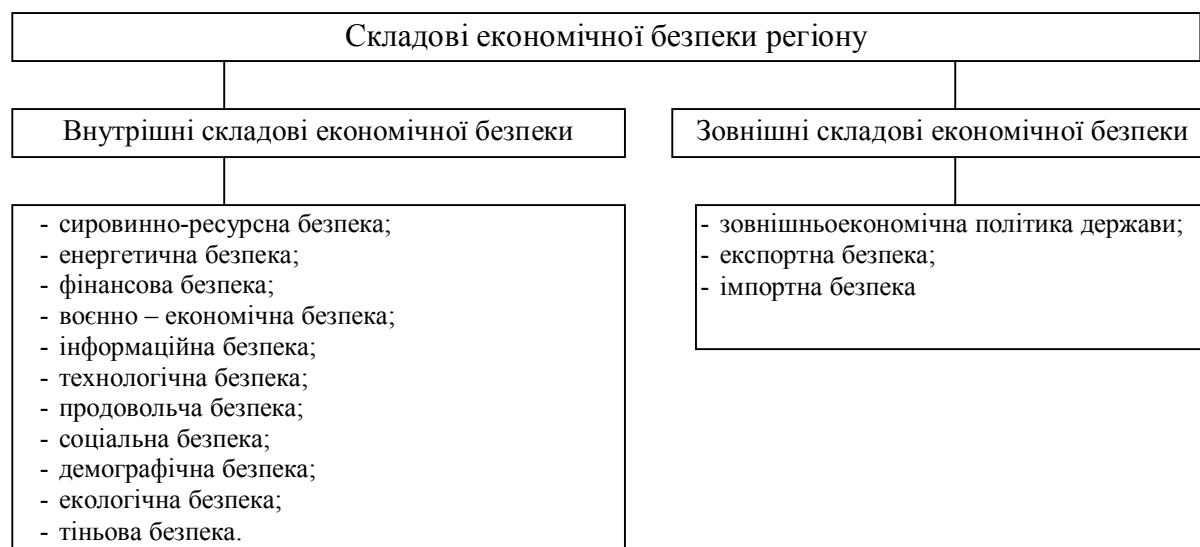 Складові економічної безпеки регіону
Внутрішні складові економічної безпеки
Зовнішні складові економічної безпеки
- сировинно-ресурсна безпека;
- енергетична безпека;
- фінансова безпека;
- воєнно – економічна безпека;
- інформаційна безпека;
- технологічна безпека;
- продовольча безпека;
- соціальна безпека;
- демографічна безпека;
- екологічна безпека;
- тіньова безпека.
- зовнішньоекономічна політика держави;
- експортна безпека;
- імпортна безпека